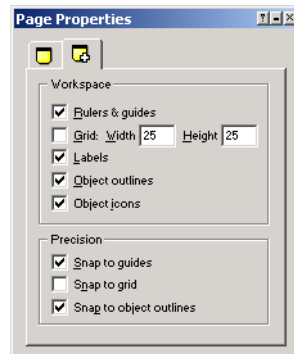 Page Properties
Workspace
Rulers & guides
Grid: Width 25 Height 25
Labels
Object outlines
Object icons
Precision
Snap to guides
Snap to grid
Snap to object outlines